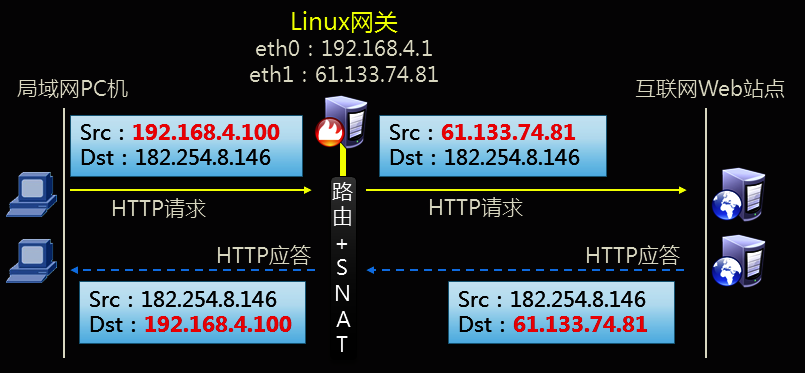 Linux网关
eth0：192.168.4.1
eth1：61.133.74.81
局域网PC机
互联网Web站点
Src：192.168.4.100
Dst：182.254.8.146
Src：61.133.74.81
Dst：182.254.8.146
HTTP请求
HTTP请求
路由+SNAT
HTTP应答
HTTP应答
Src：182.254.8.146
Dst：192.168.4.100
Src：182.254.8.146
Dst：61.133.74.81